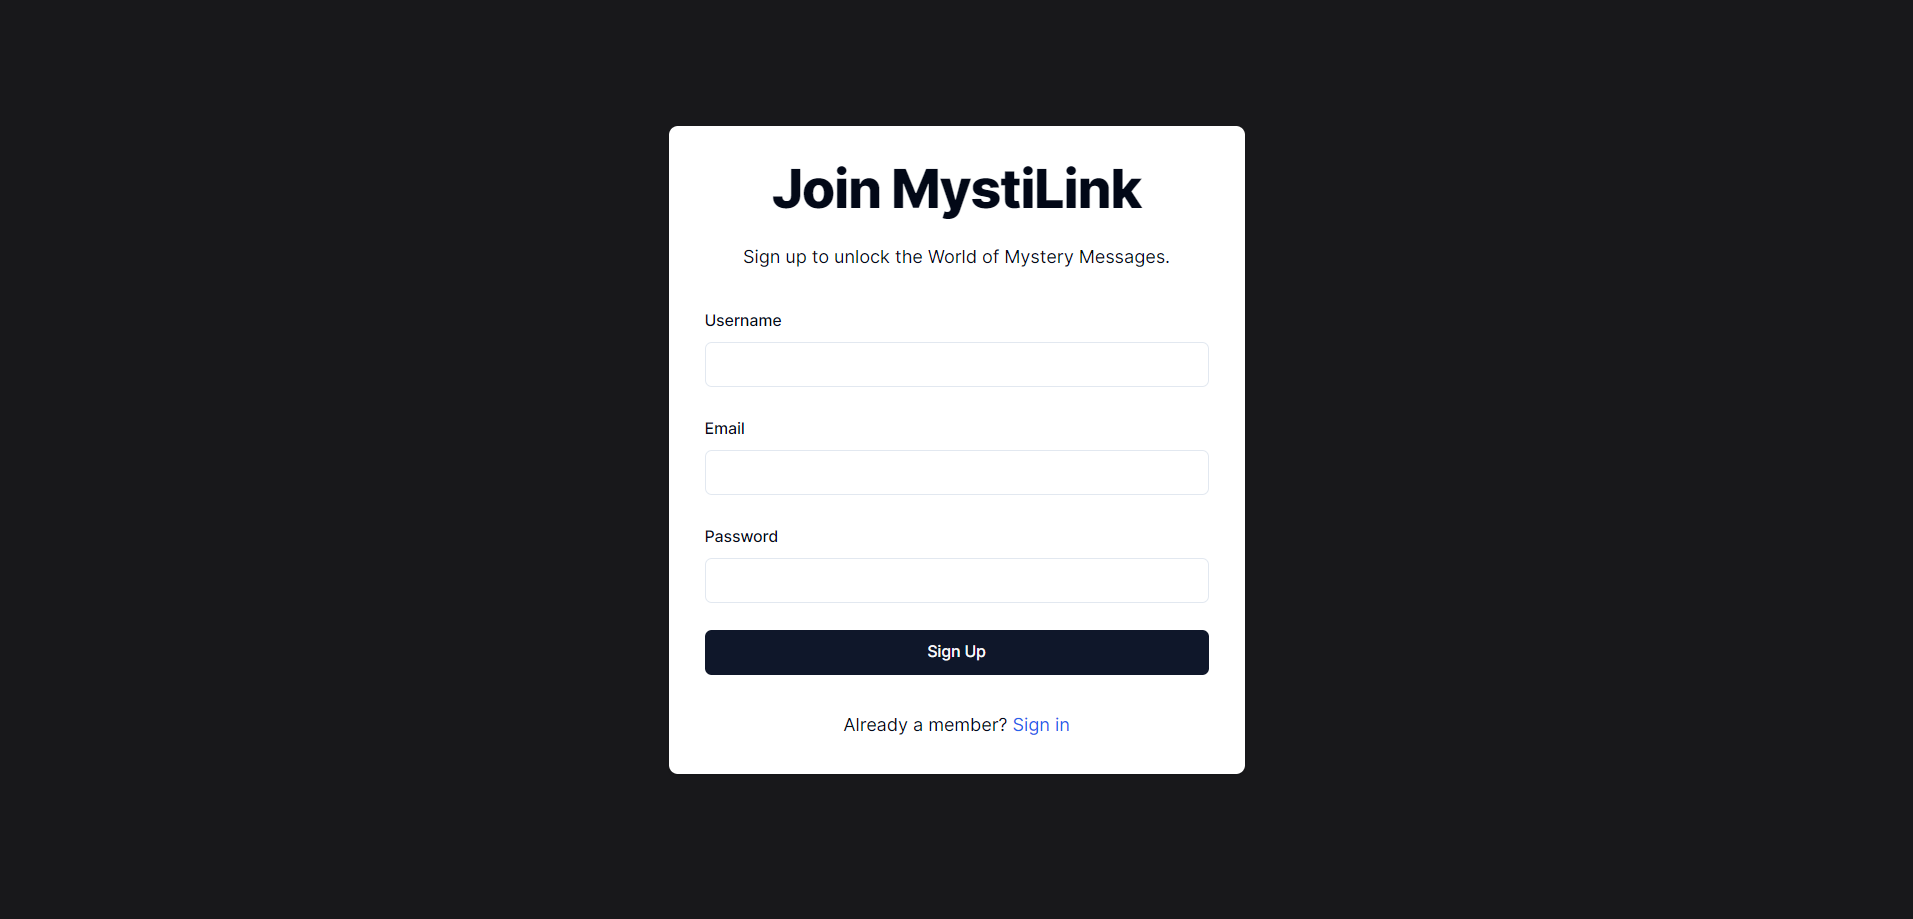 Join MystiLink
Sign up to unlock the World of Mystery Messages.
Username
Email
Password
Sign Up
Already a member? Sign in